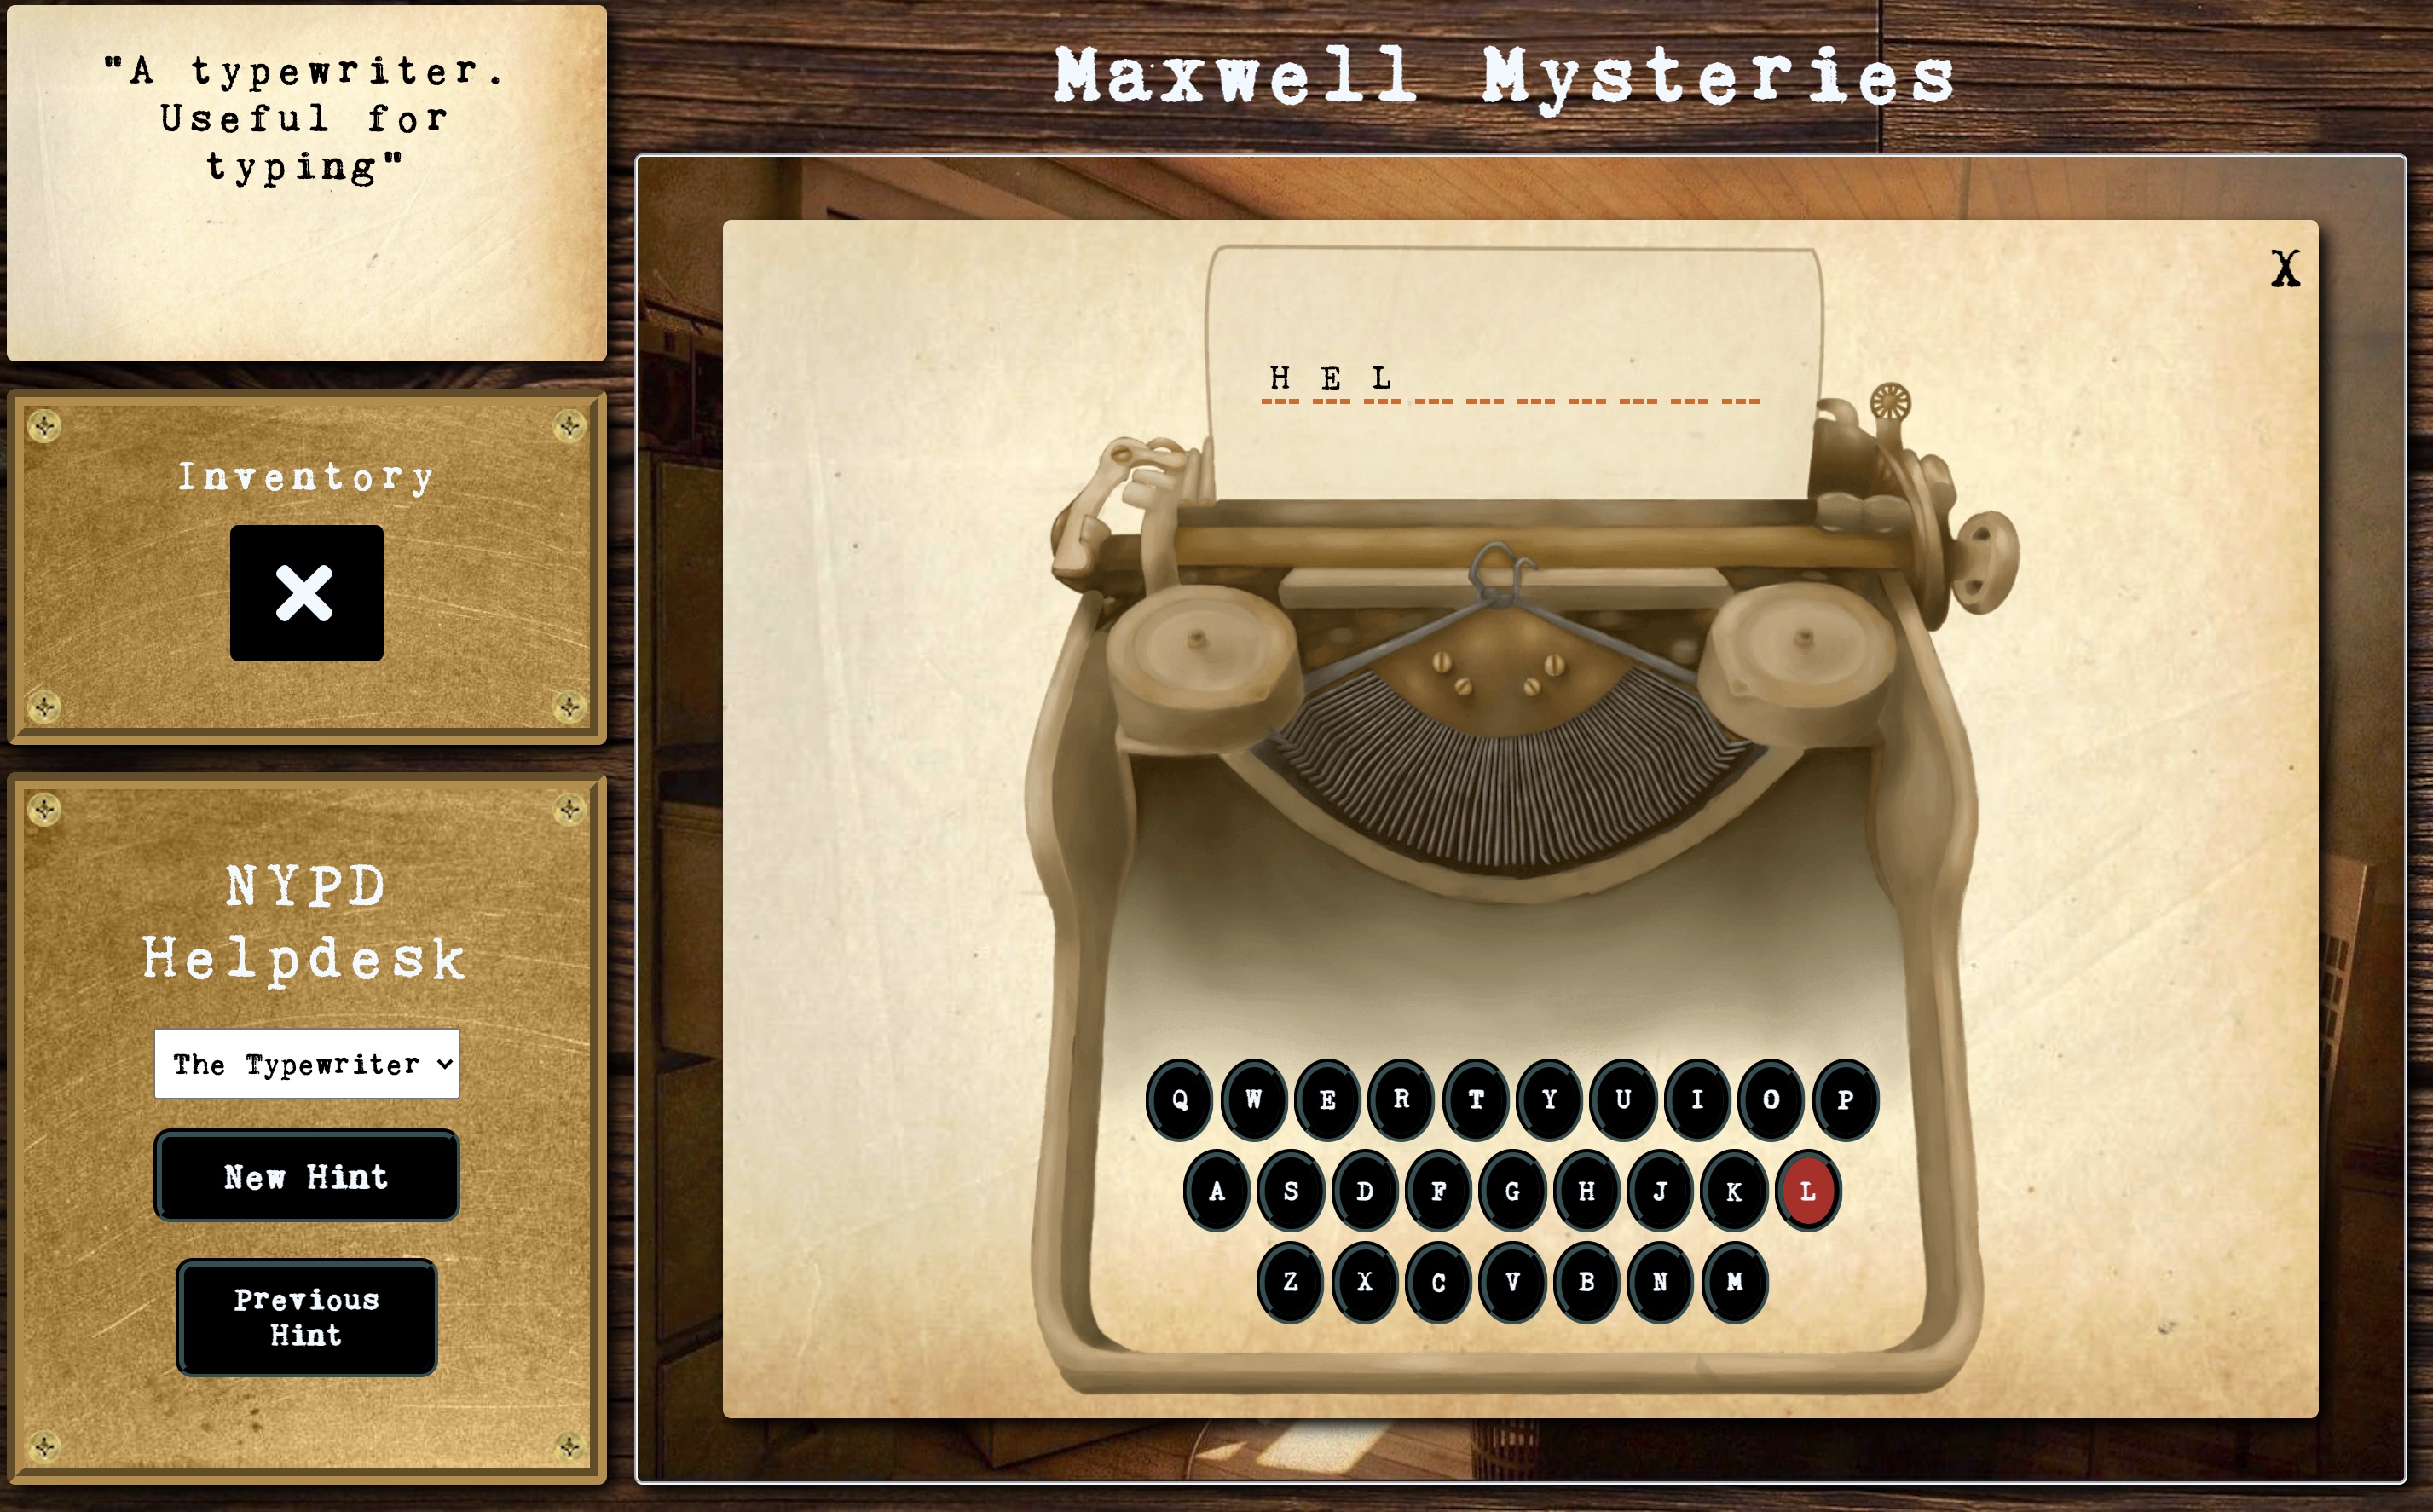 "A typewriter.
Useful for
typing"
Inventory
NYPD
Helpdesk
The Typewriter
New Hint
Previous
Hint
Maxwell Mysteries
X
H E L
Q W E R T Y U I O P
A S D F G H J K L
Z X C V B N M